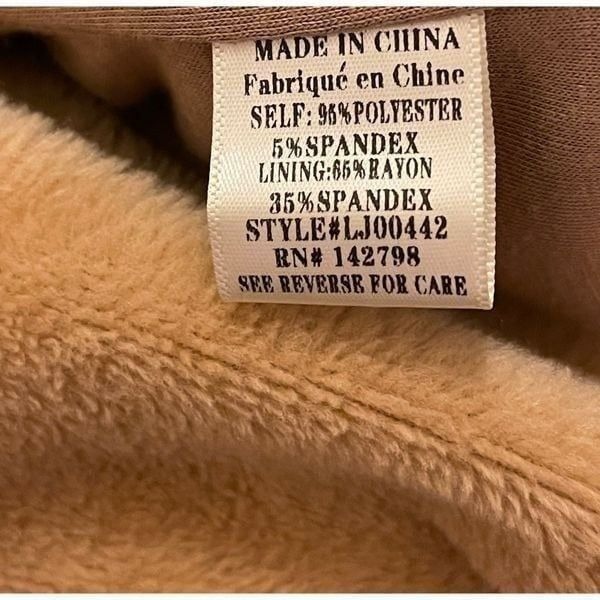 MADE IN CHINA
Fabriqué en Chine
SELF: 95%POLYESTER
5%SPANDEX
LINING:65%RAYON
35%SPANDEX
STYLE#LJ00442
RN# 142798
SEE REVERSE FOR CARE